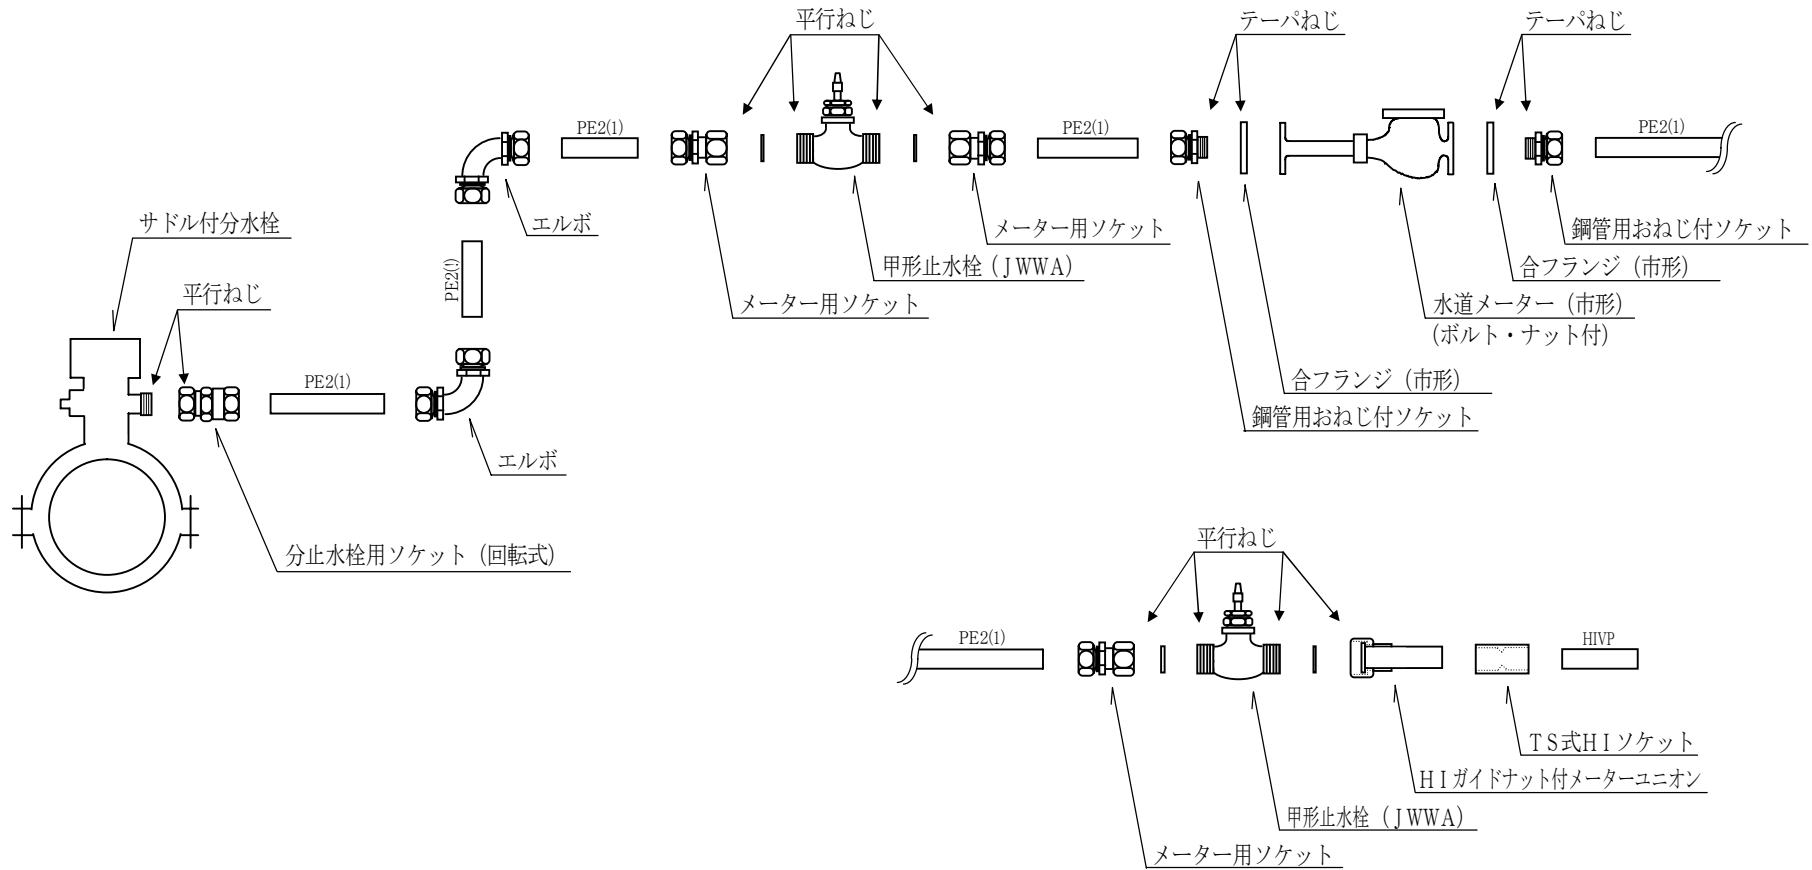 平行ねじ
テーパねじ
テーパねじ
PE2(1)
PE2(1)
PE2(1)
サドル付分水栓
エルボ
メーター用ソケット
鋼管用おねじ付ソケット
甲形止水栓（JWWA）
合フランジ（市形）
PE2(1)
平行ねじ
メーター用ソケット
水道メーター（市形）
（ボルト・ナット付）
PE2(1)
合フランジ（市形）
鋼管用おねじ付ソケット
エルボ
分止水栓用ソケット（回転式）
平行ねじ
PE2(1)
HIVP
TS式HIソケット
HIガイドナット付メーターユニオン
甲形止水栓（JWWA）
メーター用ソケット